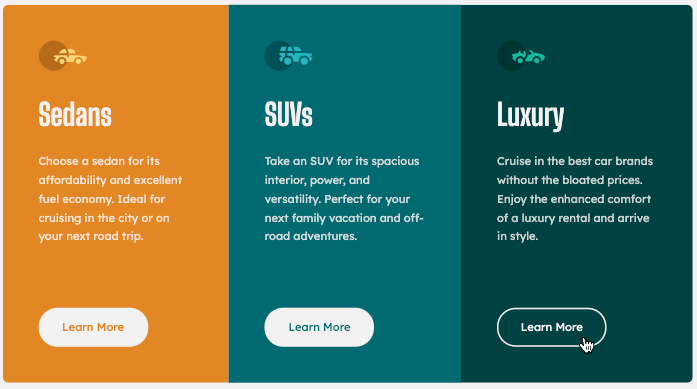 Sedans
Choose a sedan for its
affordability and excellent
fuel economy. Ideal for
cruising in the city or on
your next road trip.
Learn More
SUVs
Take an SUV for its spacious
interior, power, and
versatility. Perfect for your
next family vacation and off-
road adventures.
Learn More
Luxury
Cruise in the best car brands
without the bloated prices.
Enjoy the enhanced comfort
of a luxury rental and arrive
in style.
Learn More